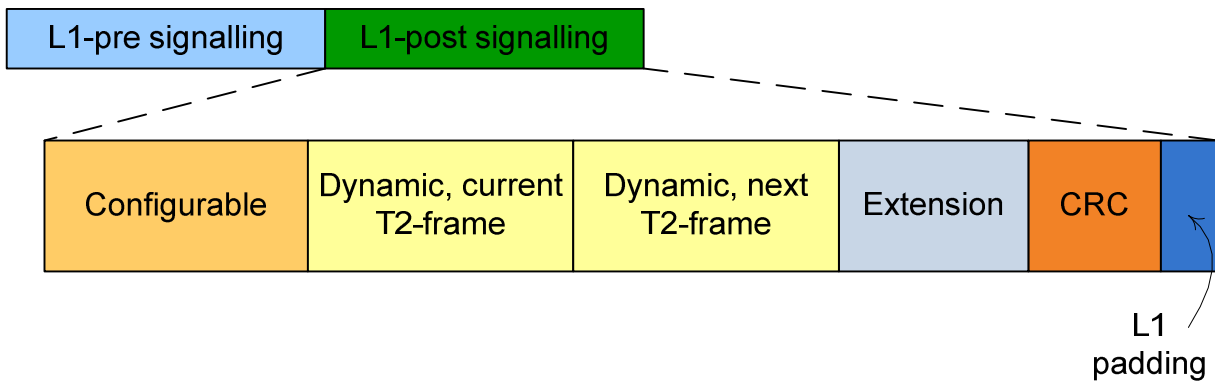 L1-pre signalling
L1-post signalling
Configurable
Dynamic, current
T2-frame
Dynamic, next
T2-frame
Extension
CRC
L1
padding